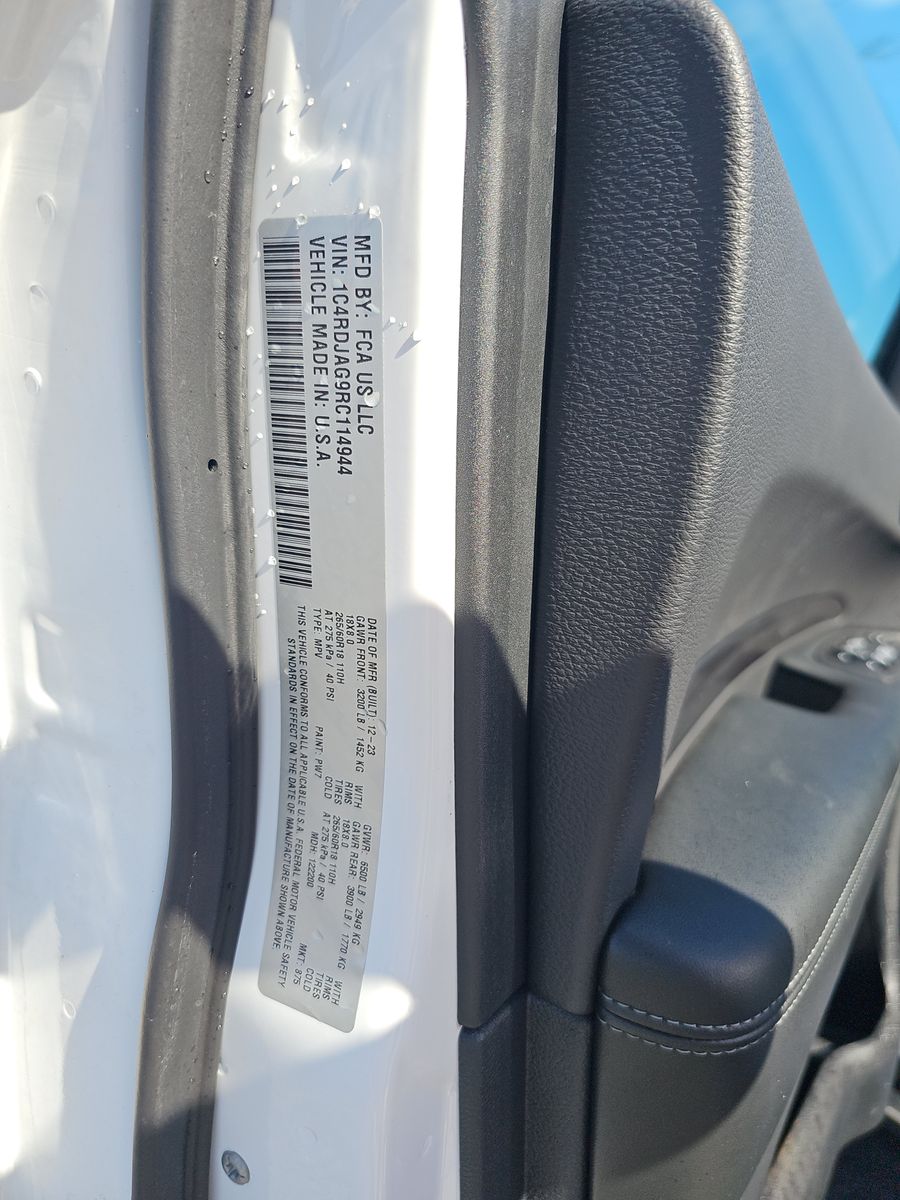 MFD BY: FCA US LLC
VIN: 1C4RDJAG9RC114944
VEHICLE MADE IN: U.S.A.
DATE OF MFR (BUILT): 12-23 GVWR: 6500 LB / 2949 KG
GAWR FRONT: 3200 LB / 1452 KG WITH GAWR REAR: 3900 LB / 1770 KG WITH
18X8.0 RIMS 18X8.0 RIMS
265/60R18 110H TIRES 265/60R18 110H TIRES
AT 275 kPa / 40 PSI COLD AT 275 kPa / 40 PSI COLD
TYPE: MPV PAINT: PW7 MDH: 122200 MKT: 875
THIS VEHICLE CONFORMS TO ALL APPLICABLE U.S.A. FEDERAL MOTOR VEHICLE SAFETY
STANDARDS IN EFFECT ON THE DATE OF MANUFACTURE SHOWN ABOVE.